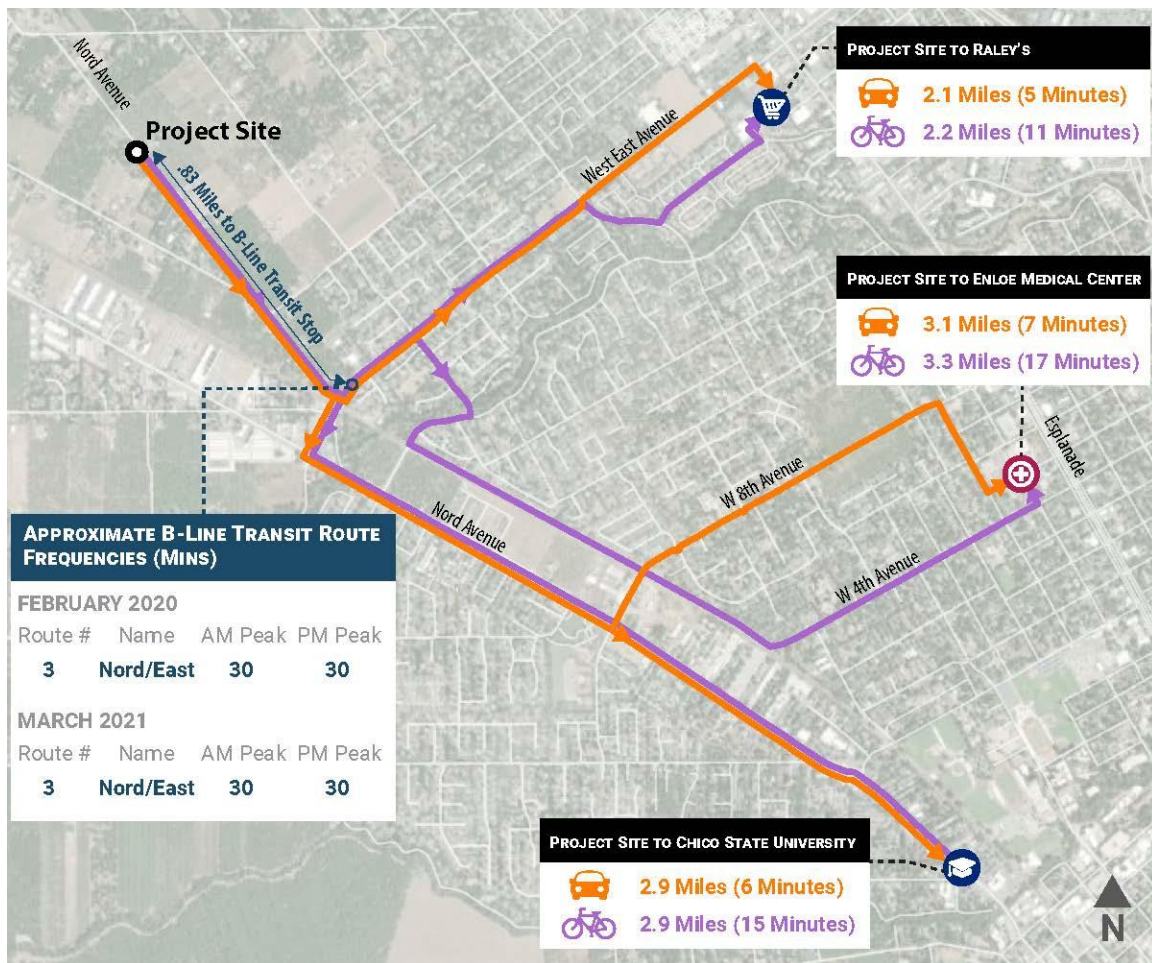 Nord Avenue
Project Site
.83 Miles to B-Line Transit Stop
West East Avenue
PROJECT SITE TO RALEY'S
2.1 Miles (5 Minutes)
2.2 Miles (11 Minutes)
PROJECT SITE TO ENLOE MEDICAL CENTER
3.1 Miles (7 Minutes)
3.3 Miles (17 Minutes)
Esplanade
W 8th Avenue
Nord Avenue
W 4th Avenue
APPROXIMATE B-LINE TRANSIT ROUTE
FREQUENCIES (MINS)
FEBRUARY 2020
Route # Name AM Peak PM Peak
3 Nord/East 30 30
MARCH 2021
Route # Name AM Peak PM Peak
3 Nord/East 30 30
PROJECT SITE TO CHICO STATE UNIVERSITY
2.9 Miles (6 Minutes)
2.9 Miles (15 Minutes)
N